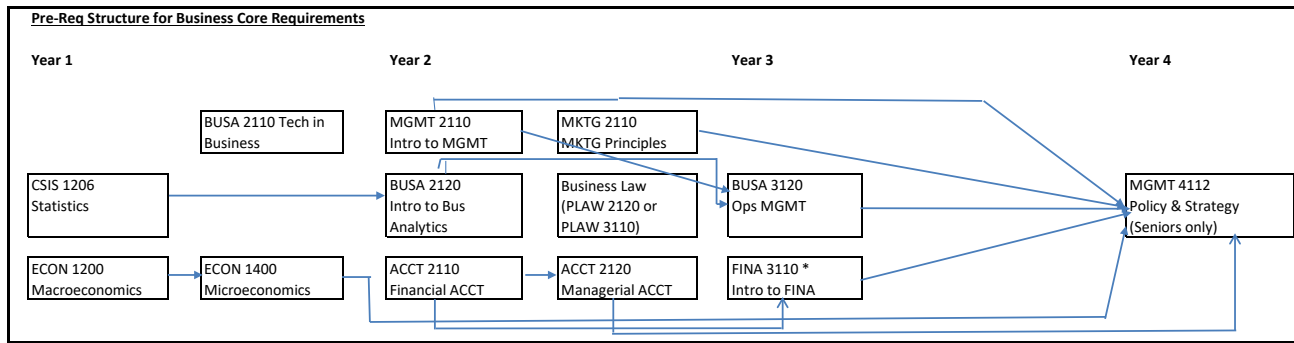 Pre-Req Structure for Business Core Requirements
Year 1
Year 2
Year 3
Year 4
BUSA 2110 Tech in
Business
MGMT 2110
Intro to MGMT
MKTG 2110
MKTG Principles
CSIS 1206
Statistics
BUSA 2120
Intro to Bus
Analytics
Business Law
(PLAW 2120 or
PLAW 3110)
BUSA 3120
Ops MGMT
MGMT 4112
Policy & Strategy
(Seniors only)
ECON 1200
Macroeconomics
ECON 1400
Microeconomics
ACCT 2110
Financial ACCT
ACCT 2120
Managerial ACCT
FINA 3110 *
Intro to FINA